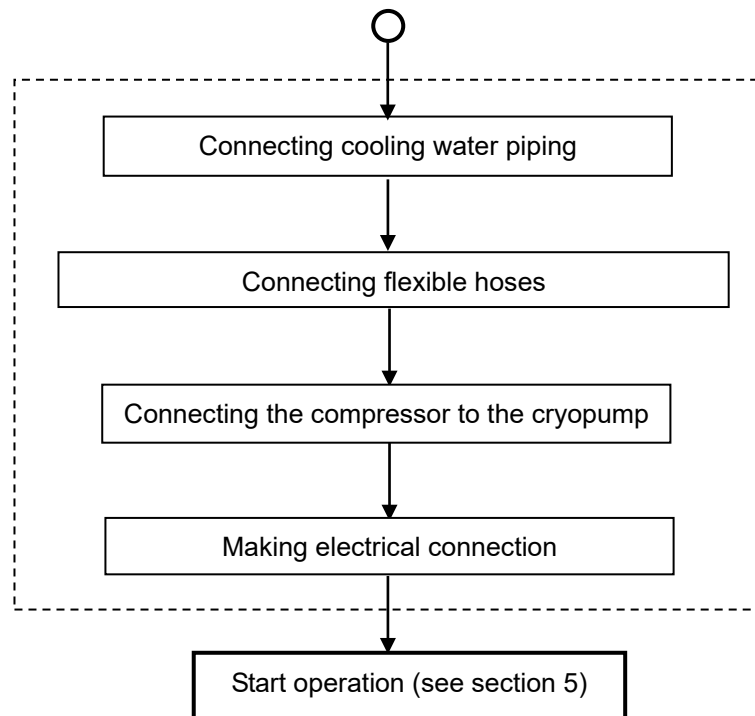 Connecting cooling water piping
Connecting flexible hoses
Connecting the compressor to the cryopump
Making electrical connection
Start operation (see section 5)